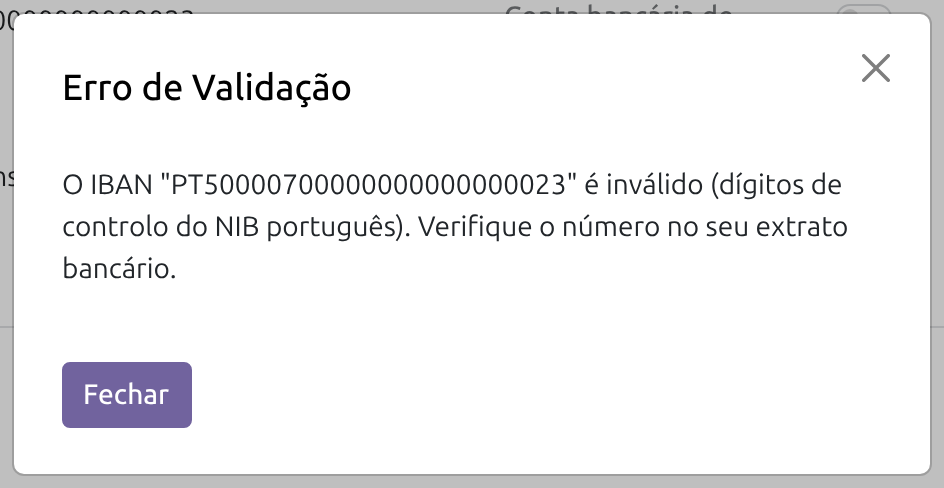 Erro de Validação
O IBAN "PT50000700000000000000023" é inválido (dígitos de
controlo do NIB português). Verifique o número no seu extrato
bancário.
Fechar